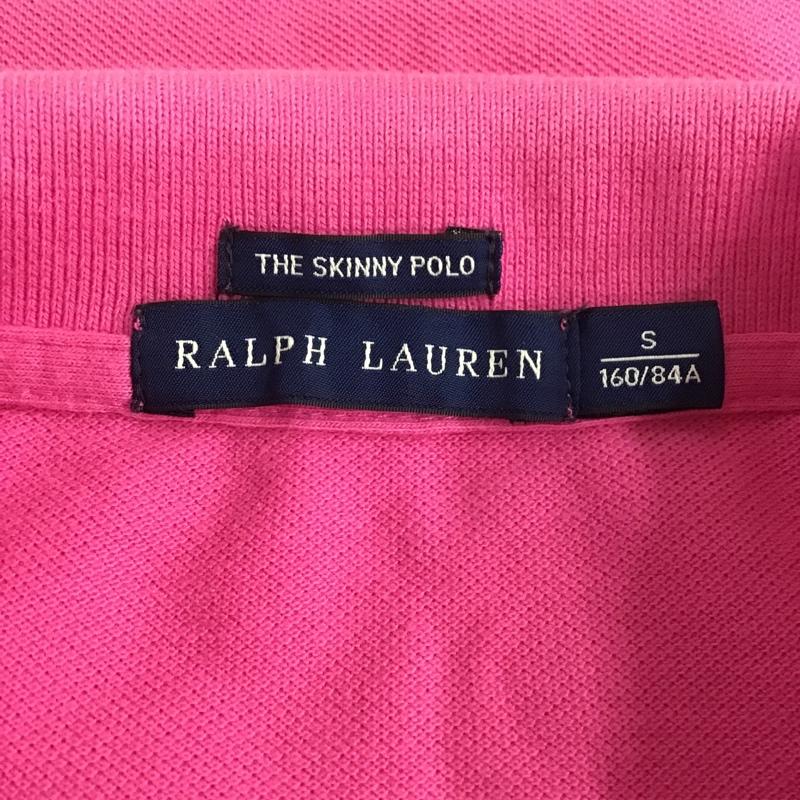 THE SKINNY POLO
RALPH LAUREN
S
160/84A